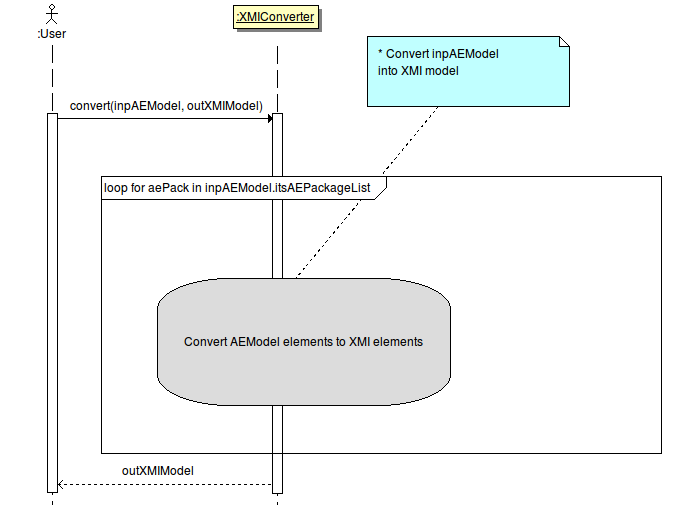 :User
:XMIConverter
* Convert inpAEModel
into XMI model
convert(inpAEModel, outXMIModel)
loop for aePack in inpAEModel.itsAEPackageList
Convert AEModel elements to XMI elements
outXMIModel